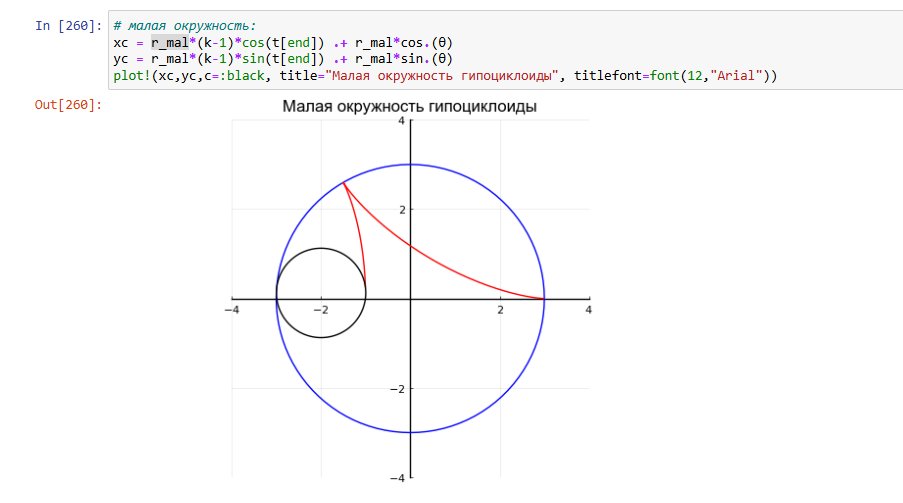 In [260]:
# малая окружность:
xc = r_mal*(k-1)*cos(t[end]) .+ r_mal*cos.(θ)
yc = r_mal*(k-1)*sin(t[end]) .+ r_mal*sin.(θ)
plot!(xc,yc,c=:black, title="Малая окружность гипоциклоиды", titlefont=font(12,"Arial"))
Out[260]:
Малая окружность гипоциклоиды
4
2
−4
−2
2
4
−2
−4